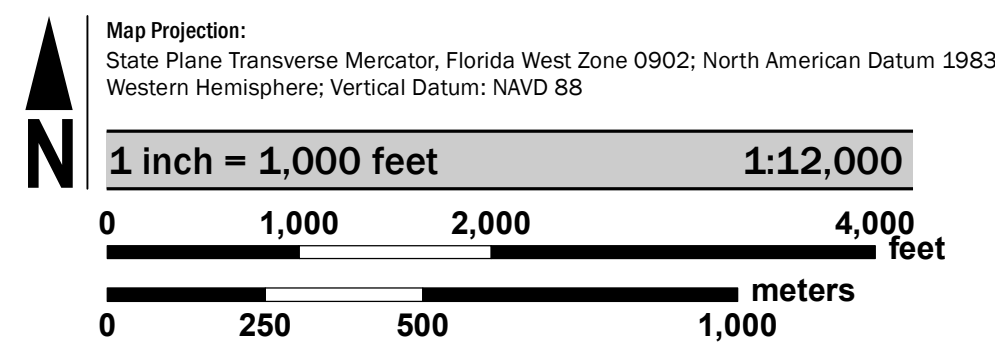 Map Projection:
State Plane Transverse Mercator, Florida West Zone 0902; North American Datum 1983
Western Hemisphere; Vertical Datum: NAVD 88
N
1 inch = 1,000 feet 1:12,000
0 1,000 2,000 4,000
feet
meters
0 250 500 1,000